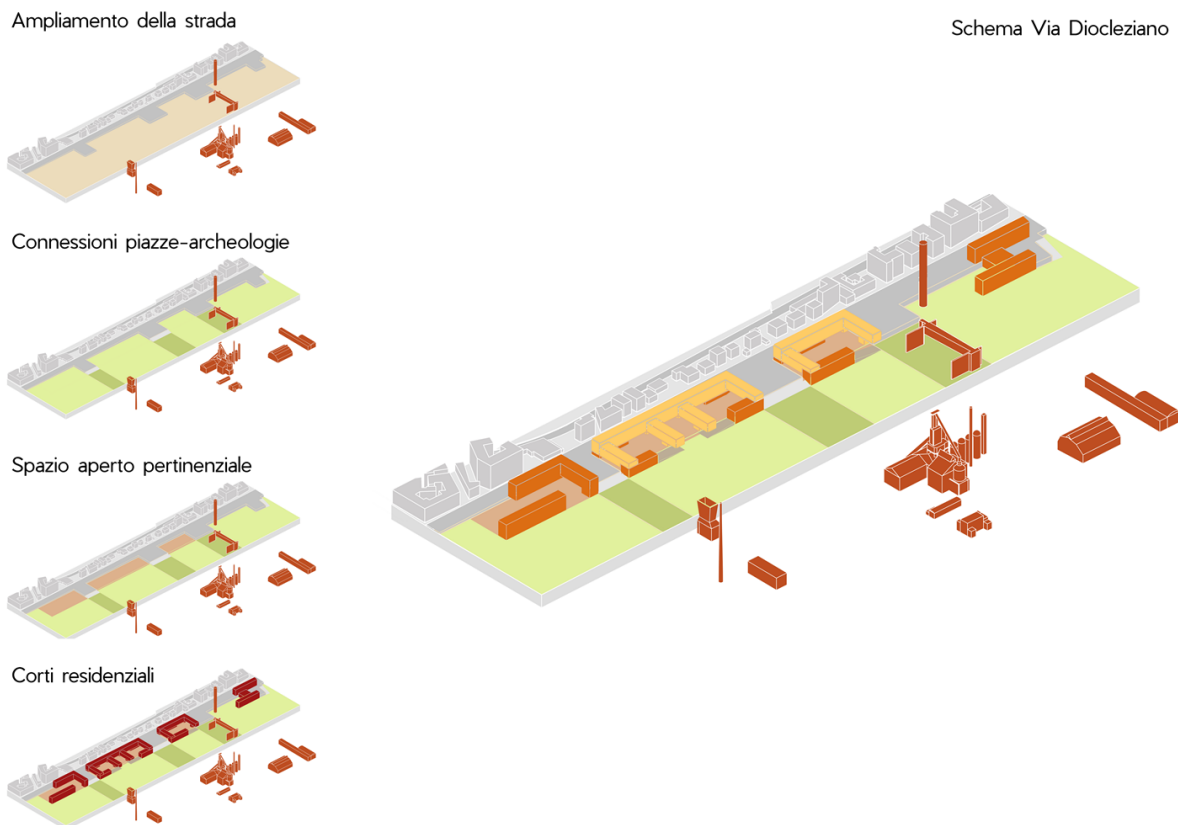 Ampliamento della strada
Schema Via Diocleziano
Connessioni piazze-archeologie
Spazio aperto pertinenziale
Corti residenziali